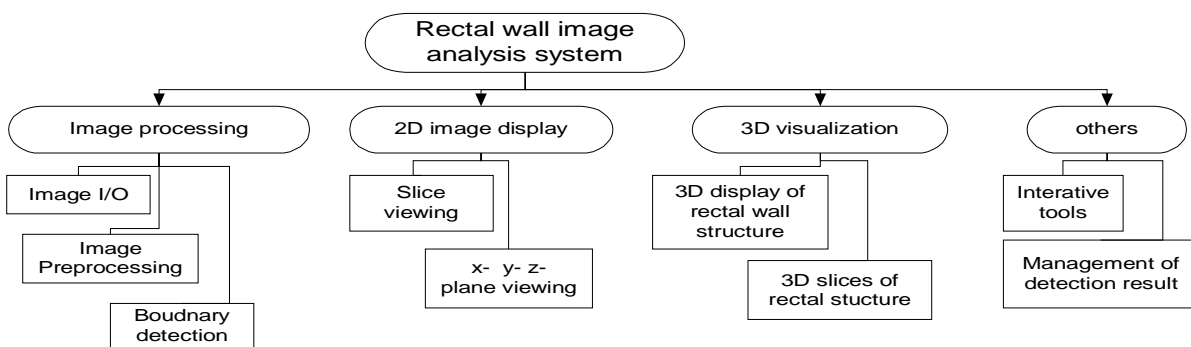 Rectal wall image
analysis system
Image processing
2D image display
3D visualization
others
Image I/O
Image
Preprocessing
Boudnary
detection
Slice
viewing
x- y- z-
plane viewing
3D display of
rectal wall
structure
3D slices of
rectal stucture
Interative
tools
Management of
detection result